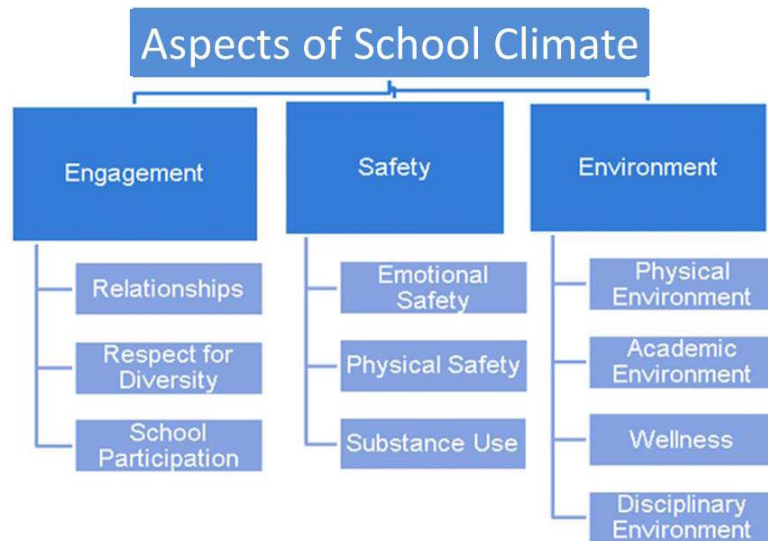 Aspects of School Climate
Engagement
Relationships
Respect for
Diversity
School
Participation
Safety
Emotional
Safety
Physical Safety
Substance Use
Environment
Physical
Environment
Academic
Environment
Wellness
Disciplinary
Environment